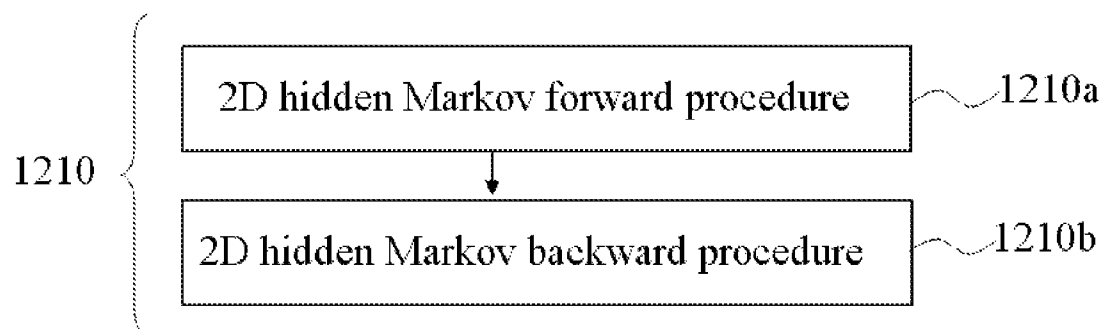 2D hidden Markov forward procedure
1210a
1210
2D hidden Markov backward procedure
1210b